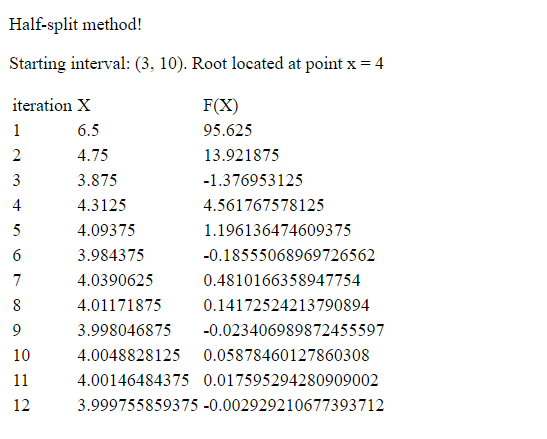 Half-split method!
Starting interval: (3, 10). Root located at point x = 4
iteration X F(X)
1 6.5 95.625
2 4.75 13.921875
3 3.875 -1.376953125
4 4.3125 4.561767578125
5 4.09375 1.196136474609375
6 3.984375 -0.18555068969726562
7 4.0390625 0.4810166358947754
8 4.01171875 0.14172524213790894
9 3.998046875 -0.023406989872455597
10 4.0048828125 0.05878460127860308
11 4.00146484375 0.017595294280909002
12 3.999755859375 -0.002929210677393712